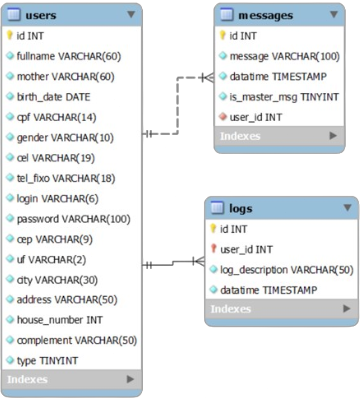 users
id INT
fullname VARCHAR(60)
mother VARCHAR(60)
birth_date DATE
cpf VARCHAR(14)
gender VARCHAR(10)
cel VARCHAR(19)
tel_fixo VARCHAR(18)
login VARCHAR(6)
password VARCHAR(100)
cep VARCHAR(9)
uf VARCHAR(2)
city VARCHAR(30)
address VARCHAR(50)
house_number INT
complement VARCHAR(50)
type TINYINT
Indexes
messages
id INT
message VARCHAR(100)
datatime TIMESTAMP
is_master_msg TINYINT
user_id INT
Indexes
logs
id INT
user_id INT
log_description VARCHAR(50)
datatime TIMESTAMP
Indexes